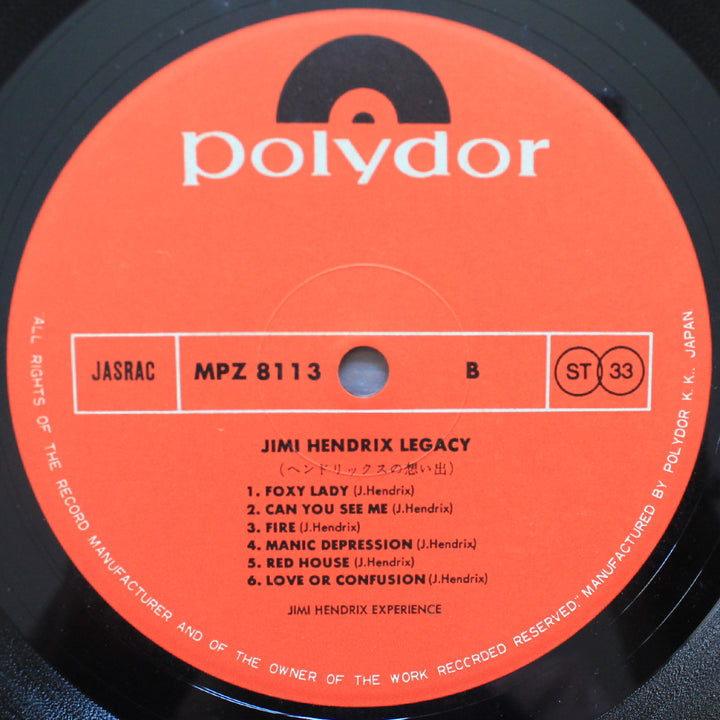 polydor
JASRAC
MPZ 8113
B
ST 33
JIMI HENDRIX LEGACY
(ヘンドリックスの想い出)
1. FOXY LADY (J.Hendrix)
2. CAN YOU SEE ME (J.Hendrix)
3. FIRE (J.Hendrix)
4. MANIC DEPRESSION (J.Hendrix)
5. RED HOUSE (J.Hendrix)
6. LOVE OR CONFUSION (J.Hendrix)
JIMI HENDRIX EXPERIENCE
ALL RIGHTS OF THE RECORD MANUFACTURER AND OF THE OWNER OF THE WORK RECORDED RESERVED; MANUFACTURED BY POLYDOR K.K., JAPAN